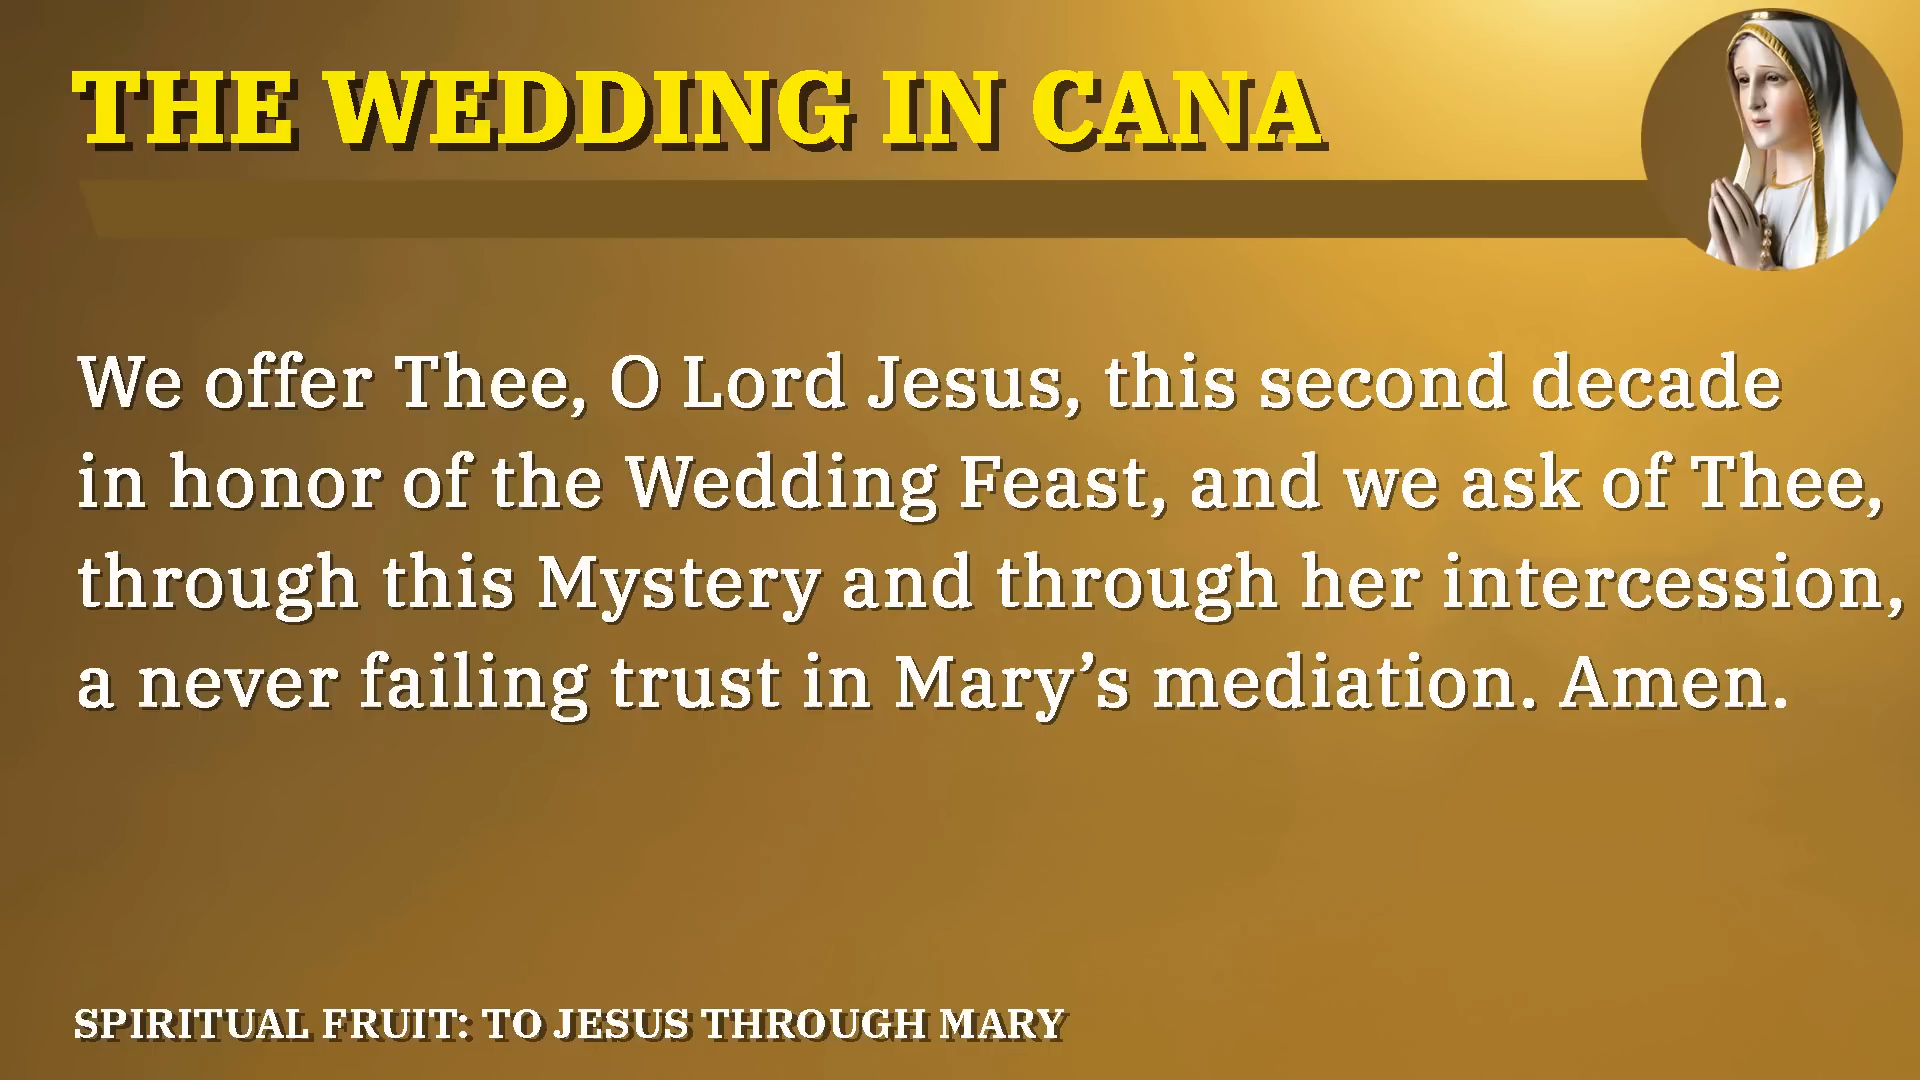 THE WEDDING IN CANA
We offer Thee, O Lord Jesus, this second decade
in honor of the Wedding Feast, and we ask of Thee,
through this Mystery and through her intercession,
a never failing trust in Mary’s mediation. Amen.
SPIRITUAL FRUIT: TO JESUS THROUGH MARY